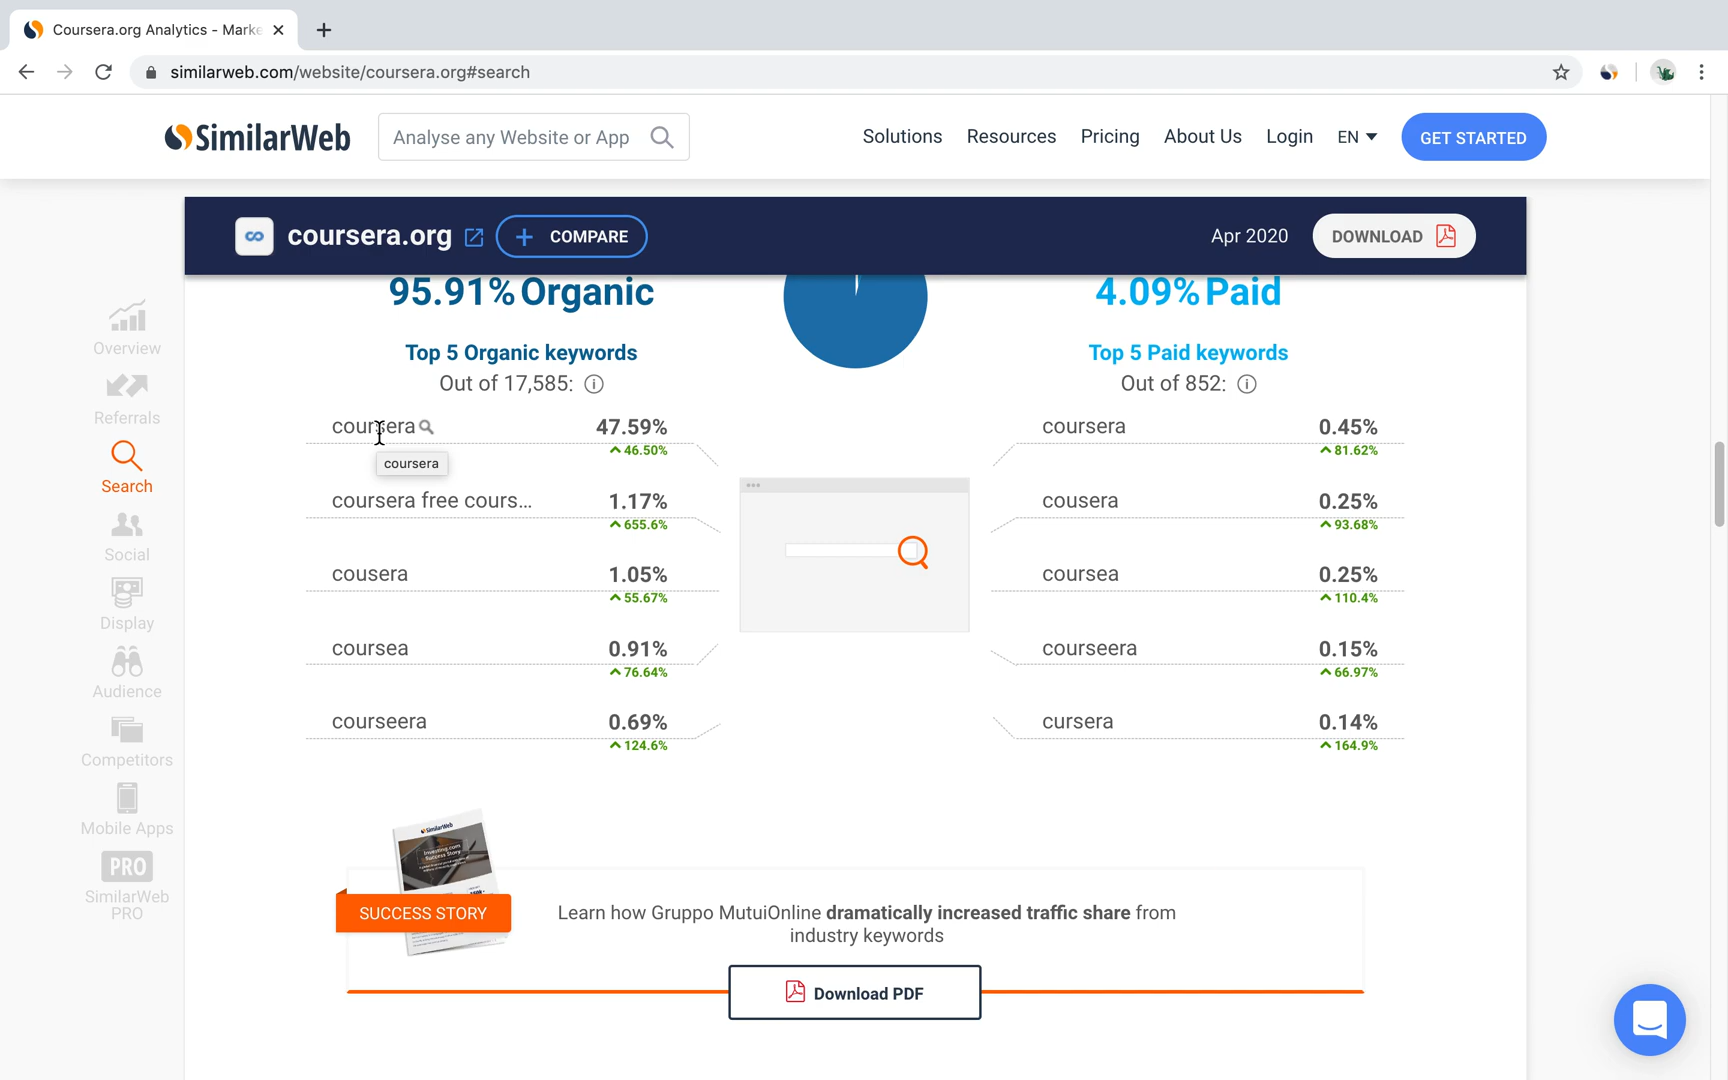 Coursera.org Analytics - Marke
similarweb.com/website/coursera.org#search
SimilarWeb
Analyse any Website or App
Solutions
Resources
Pricing
About Us
Login
EN
GET STARTED
coursera.org
COMPARE
Apr 2020
DOWNLOAD
Overview
Referrals
Search
Social
Display
Audience
Competitors
Mobile Apps
PRO
SimilarWeb
PRO
95.91% Organic
Top 5 Organic keywords
Out of 17,585:
coursera 47.59%
46.50%
coursera
coursera free cours... 1.17%
655.6%
cousera 1.05%
55.67%
coursea 0.91%
76.64%
courseera 0.69%
124.6%
4.09% Paid
Top 5 Paid keywords
Out of 852:
coursera 0.45%
81.62%
cousera 0.25%
93.68%
coursea 0.25%
110.4%
courseera 0.15%
66.97%
cursera 0.14%
164.9%
SimilarWeb
Investing.com
Success Story
SUCCESS STORY
Learn how Gruppo MutuiOnline dramatically increased traffic share from
industry keywords
Download PDF